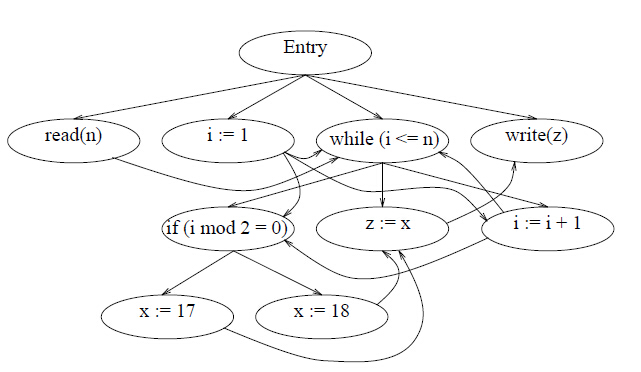 Entry
read(n)
i := 1
while (i <= n)
write(z)
if (i mod 2 = 0)
z := x
i := i + 1
x := 17
x := 18